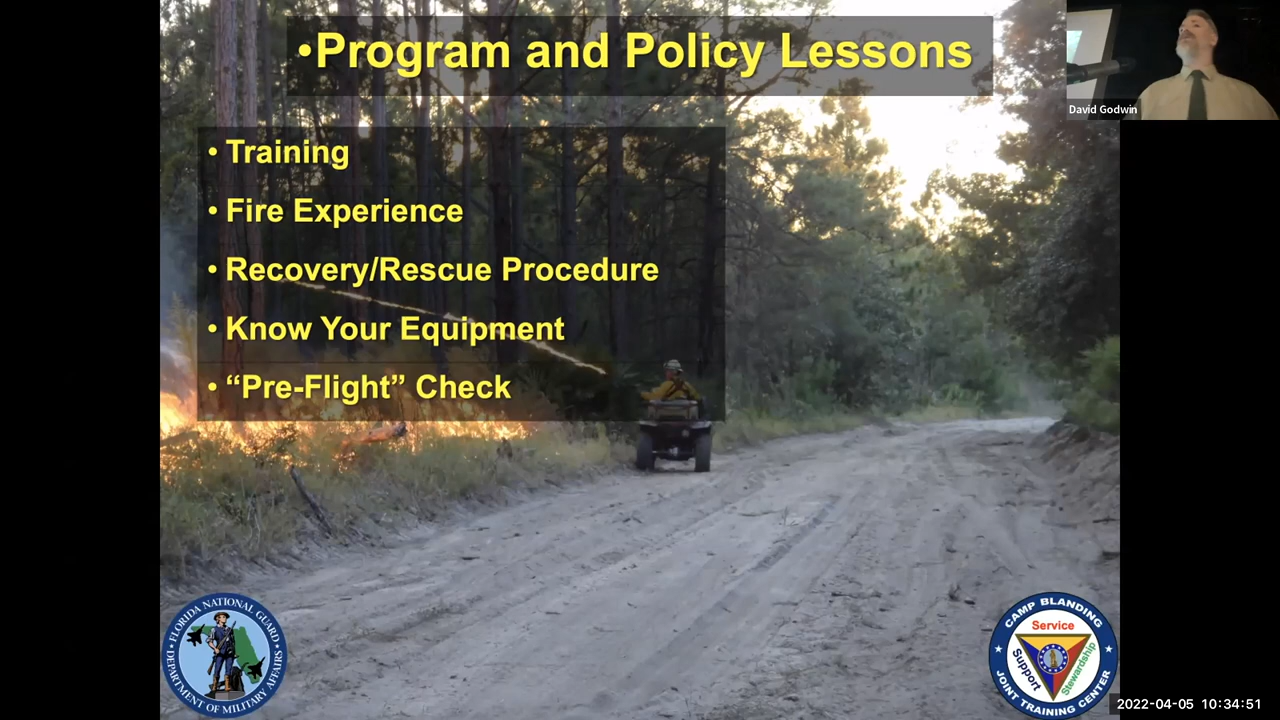 •Program and Policy Lessons
David Godwin
• Training
• Fire Experience
• Recovery/Rescue Procedure
• Know Your Equipment
• “Pre-Flight” Check
FLORIDA NATIONAL GUARD
DEPARTMENT OF MILITARY AFFAIRS
CAMP BLANDING
Service
Support
Stewardship
JOINT TRAINING CENTER
2022-04-05 10:34:51